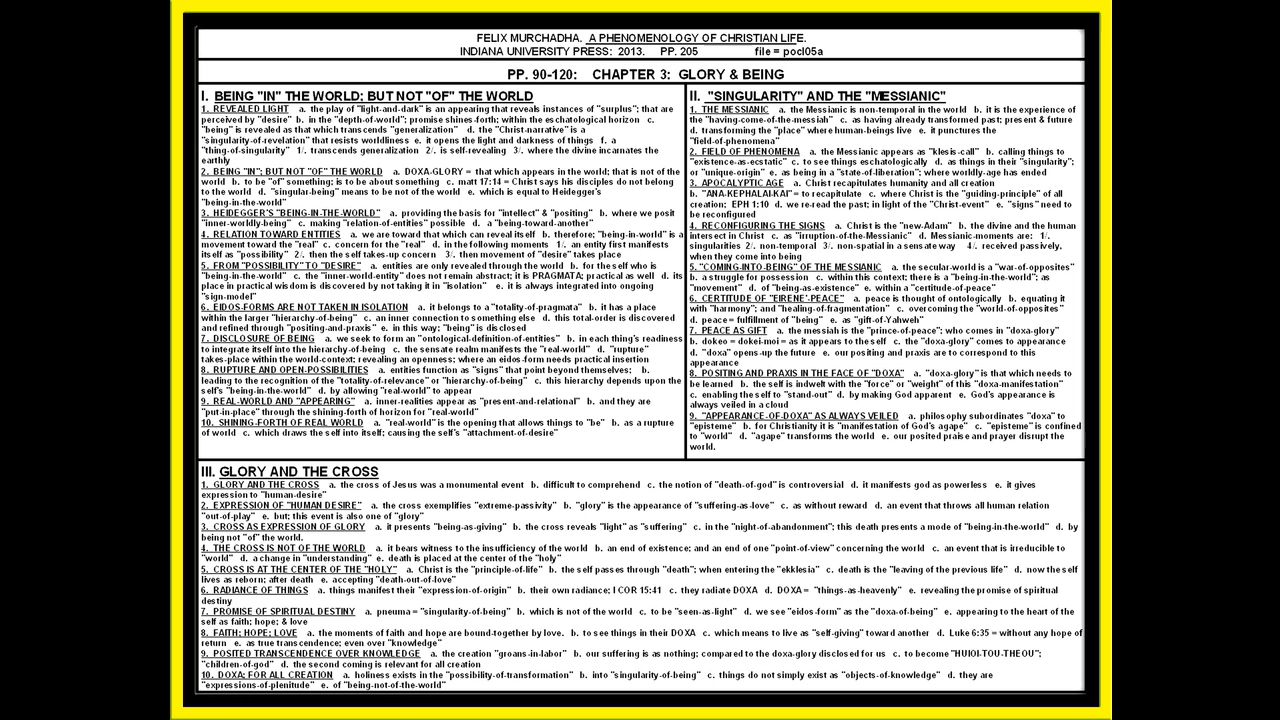 FELIX MURCHADHA. A PHENOMENOLOGY OF CHRISTIAN LIFE.
INDIANA UNIVERSITY PRESS: 2013. PP. 205 file = pocl05a
PP. 90-120: CHAPTER 3: GLORY & BEING
I. BEING "IN" THE WORLD; BUT NOT "OF" THE WORLD
1. REVEALED LIGHT a. the play of "light-and-dark" is an appearing that reveals instances of "surplus"; that are
perceived by "desire" b. in the "depth-of-world"; promise shines-forth; within the eschatological horizon c.
"being" is revealed as that which transcends "generalization" d. the "Christ-narrative" is a
"singularity-of-revelation" that resists worldliness e. it opens the light and darkness of things f. a
"thing-of-singularity" 1/. transcends generalization 2/. is self-revealing 3/. where the divine incarnates the
earthly
2. BEING "IN"; BUT NOT "OF" THE WORLD a. DOXA-GLORY = that which appears in the world; that is not of the
world b. to be "of" something; is to be about something c. matt 17:14 = Christ says his disciples do not belong
to the world d. "singular-being" means to be not of the world e. which is equal to Heidegger's
"being-in-the-world"
3. HEIDEGGER'S "BEING-IN-THE-WORLD" a. providing the basis for "intellect" & "positing" b. where we posit
"inner-worldly-being" c. making "relation-of-entities" possible d. a "being-toward-another"
4. RELATION TOWARD ENTITIES a. we are toward that which can reveal itself b. therefore; "being-in-world" is a
movement toward the "real" c. concern for the "real" d. in the following moments 1/. an entity first manifests
itself as "possibility" 2/. then the self takes-up concern 3/. then movement of "desire" takes place
5. FROM "POSSIBILITY" TO "DESIRE" a. entities are only revealed through the world b. for the self who is
"being-in-the-world" c. the "inner-world-entity" does not remain abstract; it is PRAGMATA; practical as well d. its
place in practical wisdom is discovered by not taking it in "isolation" e. it is always integrated into ongoing
"sign-model"
6. EIDOS-FORMS ARE NOT TAKEN IN ISOLATION a. it belongs to a "totality-of-pragmata" b. it has a place
within the larger "hierarchy-of-being" c. an inner connection to something else d. this total-order is discovered
and refined through "positing-and-praxis" e. in this way; "being" is disclosed
7. DISCLOSURE OF BEING a. we seek to form an "ontological-definition-of-entities" b. in each thing's readiness
to integrate itself into the hierarchy-of-being c. the senate realm manifests the "real-world" d. "rupture"
takes-place within the world-context; revealing an openness; where an eidos-form needs practical insertion
8. RUPTURE AND OPEN-POSSIBILITIES a. entities function as "signs" that point beyond themselves; b.
leading to the recognition of the "totality-of-relevance" or "hierarchy-of-being" c. this hierarchy depends upon the
self's "being-in-the-world" d. by allowing "real-world" to appear
9. REAL-WORLD AND "APPEARING" a. inner-realities appear as "present-and-relational" b. and they are
"put-in-place" through the shining-forth of horizon for "real-world"
10. SHINING-FORTH OF REAL WORLD a. "real-world" is the opening that allows things to "be" b. as a rupture
of world c. which draws the self into itself; causing the self's "attachment-of-desire"
II. "SINGULARITY" AND THE "MESSIANIC"
1. THE MESSIANIC a. the Messianic is non-temporal in the world b. it is the experience of
the "having-come-of-the-messiah" c. as having already transformed past; present & future
d. transforming the "place" where human-beings live e. it punctures the
"field-of-phenomena"
2. FIELD OF PHENOMENA a. the Messianic appears as "klesis-call" b. calling things to
"existence-as-ecstatic" c. to see things eschatologically d. as things in their "singularity";
or "unique-origin" e. as being in a "state-of-liberation"; where worldly-age has ended
3. APOCALYPTIC AGE a. Christ recapitulates humanity and all creation
b. "ANA-KEPHALAI-KAI" = to recapitulate c. where Christ is the "guiding-principle" of all
creation; EPH 1:10 d. we re-read the past; in light of the "Christ-event" e. "signs" need to
be reconfigured
4. RECONFIGURING THE SIGNS a. Christ is the "new-Adam" b. the divine and the human
intersect in Christ c. as "irruption-of-the-Messianic" d. Messianic-moments are: 1/.
singularities 2/. non-temporal 3/. non-spatial in a sensate way 4/. received passively,
when they come into being
5. "COMING-INTO-BEING" OF THE MESSIANIC a. the secular-world is a "war-of-opposites"
b. a struggle for possession c. within this context; there is a "being-in-the-world"; as
"movement" d. of "being-as-existence" e. within a "certitude-of-peace"
6. CERTITUDE OF "EIRENE'-PEACE" a. peace is thought of ontologically b. equating it
with "harmony"; and "healing-of-fragmentation" c. overcoming the "world-of-opposites"
d. peace = fulfillment of "being" e. as "gift-of-Yahweh"
7. PEACE AS GIFT a. the messiah is the "prince-of-peace"; who comes in "doxa-glory"
b. dokeo = dokei-moi = as it appears to the self c. the "doxa-glory" comes to appearance
d. "doxa" opens-up the future e. our positing and praxis are to correspond to this
appearance
8. POSITING AND PRAXIS IN THE FACE OF "DOXA" a. "doxa-glory" is that which needs to
be learned b. the self is indwelt with the "force" or "weight" of this "doxa-manifestation"
c. enabling the self to "stand-out" d. by making God apparent e. God's appearance is
always veiled in a cloud
9. "APPEARANCE-OF-DOXA" AS ALWAYS VEILED a. philosophy subordinates "doxa" to
"episteme" b. for Christianity it is "manifestation of God's agape" c. "episteme" is confined
to "world" d. "agape" transforms the world e. our posited praise and prayer disrupt the
world.
III. GLORY AND THE CROSS
1. GLORY AND THE CROSS a. the cross of Jesus was a monumental event b. difficult to comprehend c. the notion of "death-of-god" is controversial d. it manifests god as powerless e. it gives
expression to "human-desire"
2. EXPRESSION OF "HUMAN DESIRE" a. the cross exemplifies "extreme-passivity" b. "glory" is the appearance of "suffering-as-love" c. as without reward d. an event that throws all human relation
"out-of-play" e. but; this event is also one of "glory"
3. CROSS AS EXPRESSION OF GLORY a. it presents "being-as-giving" b. the cross reveals "light" as "suffering" c. in the "night-of-abandonment"; this death presents a mode of "being-in-the-world" d. by
being not "of" the world.
4. THE CROSS IS NOT OF THE WORLD a. it bears witness to the insufficiency of the world b. an end of existence; and an end of one "point-of-view" concerning the world c. an event that is irreducible to
"world" d. a change in "understanding" e. death is placed at the center of the "holy"
5. CROSS IS AT THE CENTER OF THE "HOLY" a. Christ is the "principle-of-life" b. the self passes through "death"; when entering the "ekklesia" c. death is the "leaving of the previous life" d. now the self
lives as reborn; after death e. accepting "death-out-of-love"
6. RADIANCE OF THINGS a. things manifest their "expression-of-origin" b. their own radiance; I COR 15:41 c. they radiate DOXA d. DOXA = "things-as-heavenly" e. revealing the promise of spiritual
destiny
7. PROMISE OF SPIRITUAL DESTINY a. pneuma = "singularity-of-being" b. which is not of the world c. to be "seen-as-light" d. we see "eidos-form" as the "doxa-of-being" e. appearing to the heart of the
self as faith; hope; & love
8. FAITH; HOPE; LOVE a. the moments of faith and hope are bound-together by love. b. to see things in their DOXA c. which means to live as "self-giving" toward another d. Luke 6:35 = without any hope of
return e. as true transcendence; even over "knowledge"
9. POSITED TRANSCENDENCE OVER KNOWLEDGE a. the creation "groans-in-labor" b. our suffering is as nothing; compared to the doxa-glory disclosed for us c. to become "HUIOI-TOU-THEOU";
"children-of-god" d. the second coming is relevant for all creation
10. DOXA; FOR ALL CREATION a. holiness exists in the "possibility-of-transformation" b. into "singularity-of-being" c. things do not simply exist as "objects-of-knowledge" d. they are
"expressions-of-plenitude" e. of "being-not-of-the-world"